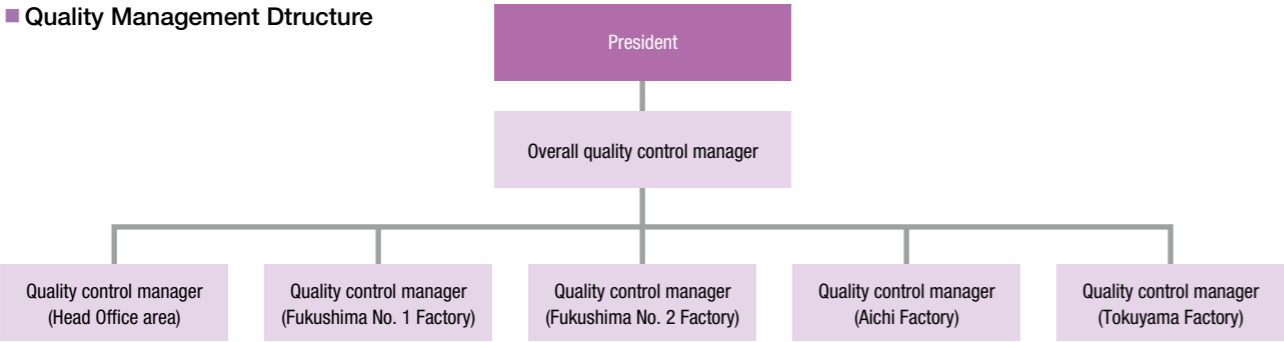 Quality Management Dtructure
President
Overall quality control manager
Quality control manager
(Head Office area)
Quality control manager
(Fukushima No. 1 Factory)
Quality control manager
(Fukushima No. 2 Factory)
Quality control manager
(Aichi Factory)
Quality control manager
(Tokuyama Factory)